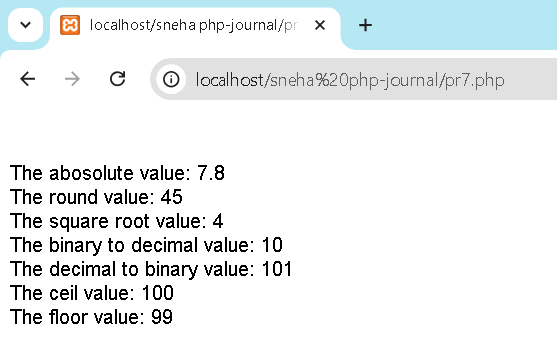 localhost/sneha php-journal/pr
localhost/sneha%20php-journal/pr7.php
The abosolute value: 7.8
The round value: 45
The square root value: 4
The binary to decimal value: 10
The decimal to binary value: 101
The ceil value: 100
The floor value: 99